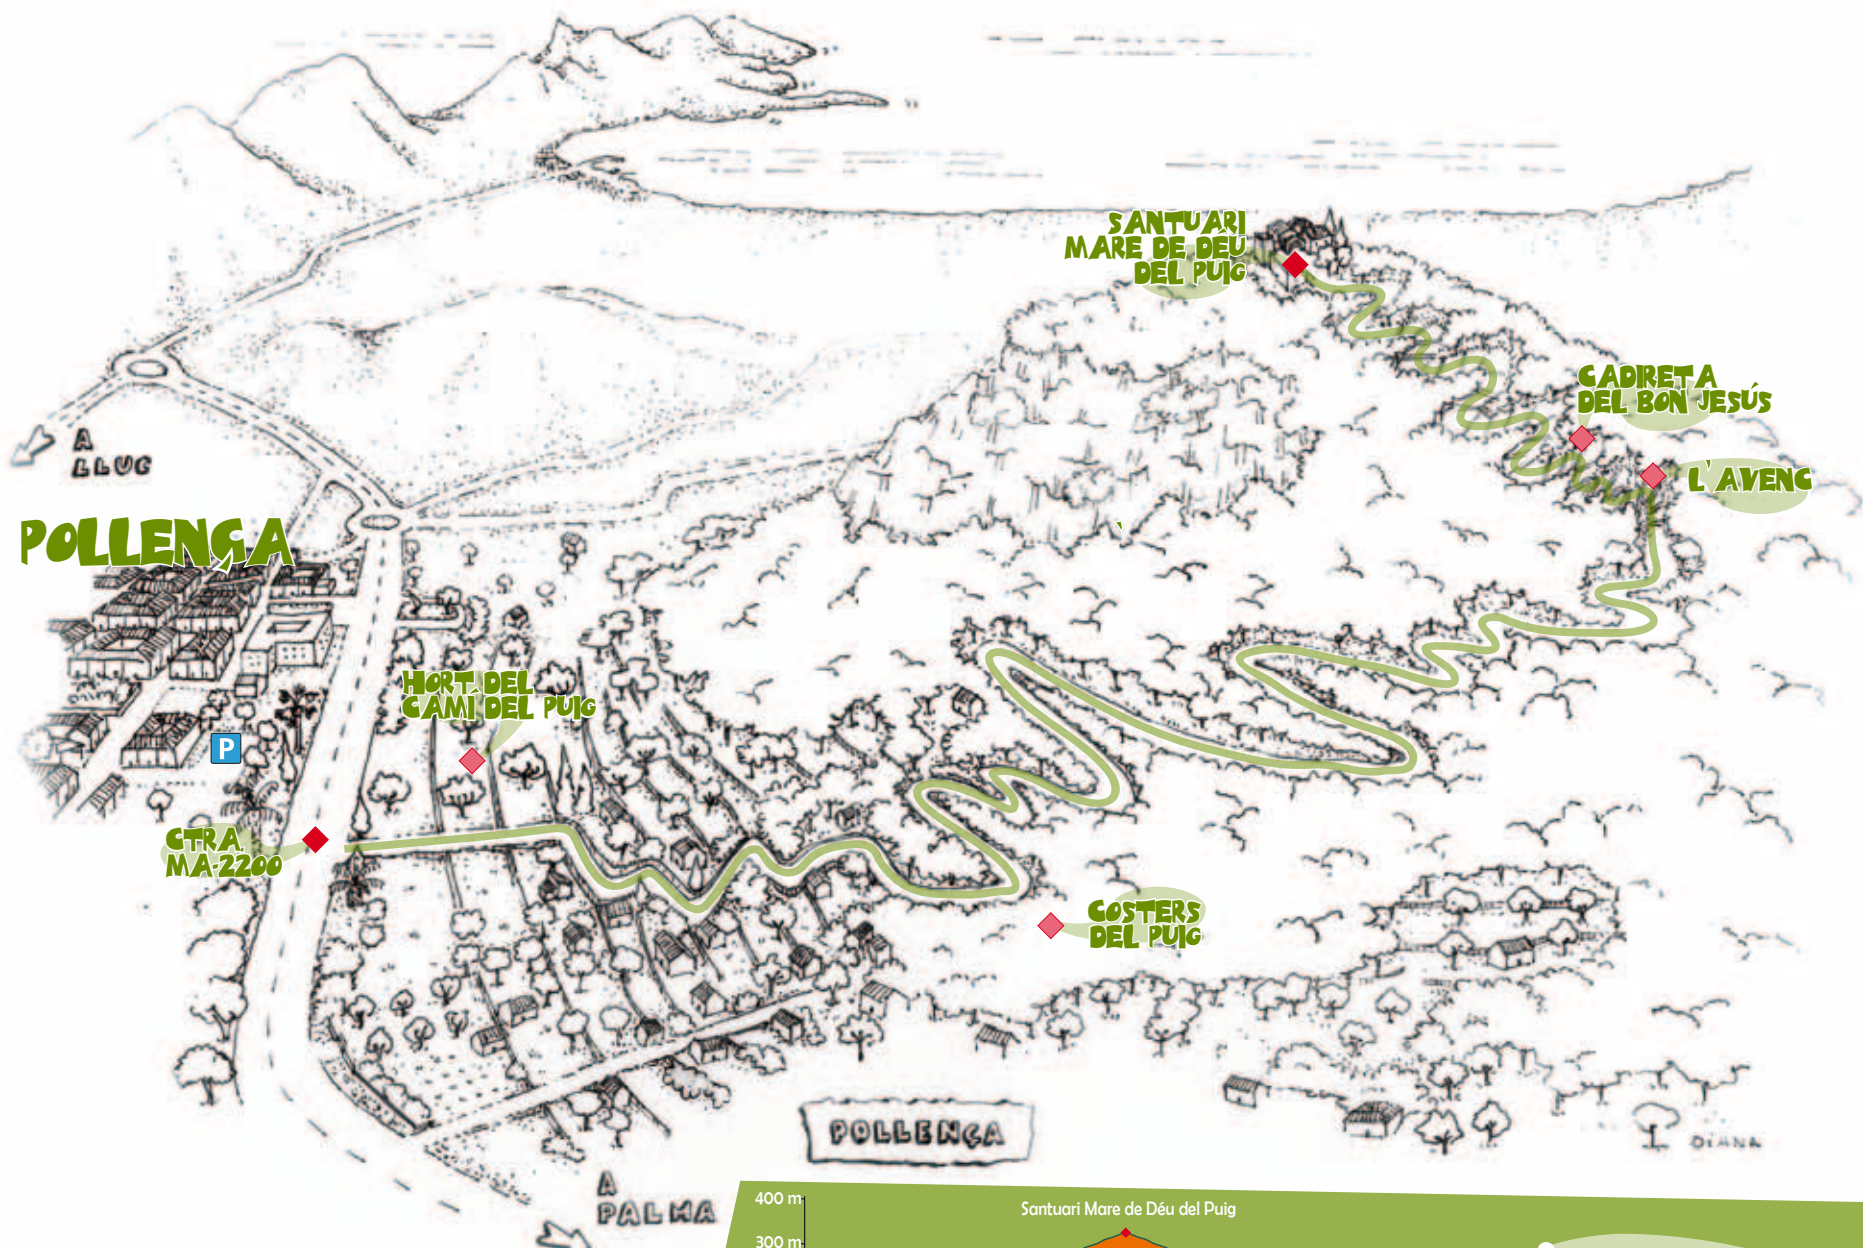 SANTUARI
MARE DE DÉU
DEL PUIG
CADIRETA
DEL BON JESÚS
L'AVENC
A
LLUC
POLLENÇA
HORT DEL
CAMÍ DEL PUIG
P
CTRA.
MA-2200
COSTERS
DEL PUIG
POLLENÇA
DIANA
A
PALMA
400 m
Santuari Mare de Déu del Puig
300 m